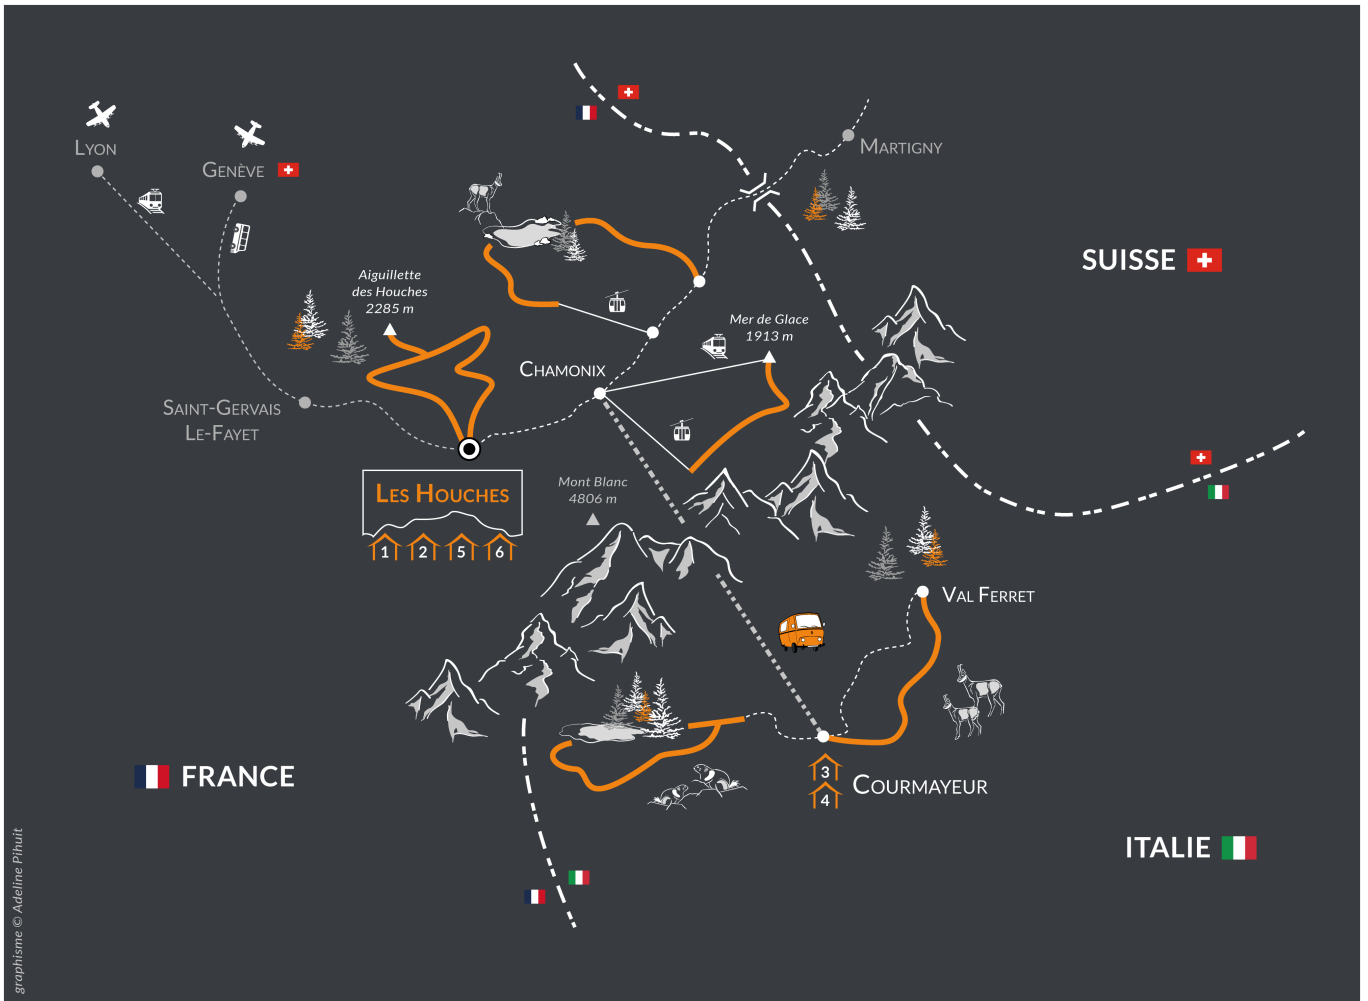 LYON
GENÈVE
MARTIGNY
SUISSE
Aiguillette
des Houches
2285 m
Mer de Glace
1913 m
CHAMONIX
SAINT-GERVAIS
LE-FAYET
LES HOUCHES
1 2 5 6
Mont Blanc
4806 m
VAL FERRET
FRANCE
3
4
COURMAYEUR
ITALIE
graphisme © Adeline Pihuit